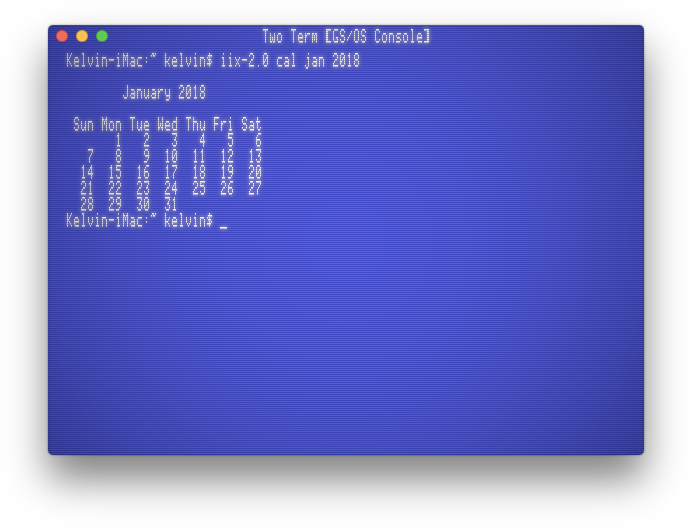 Two Term [GS/OS Console]
Kelvin-iMac:~ kelvin$ iix-2.0 cal jan 2018
January 2018
Sun Mon Tue Wed Thu Fri Sat
1 2 3 4 5 6
7 8 9 10 11 12 13
14 15 16 17 18 19 20
21 22 23 24 25 26 27
28 29 30 31
Kelvin-iMac:~ kelvin$ _